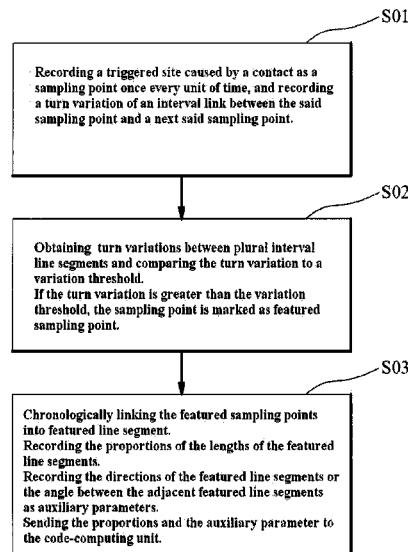 S01
Recording a triggered site caused by a contact as a
sampling point once every unit of time, and recording
a turn variation of an interval link between the said
sampling point and a next said sampling point.
S02
Obtaining turn variations between plural interval
line segments and comparing the turn variation to a
variation threshold.
If the turn variation is greater than the variation
threshold, the sampling point is marked as featured
sampling point.
S03
Chronologically linking the featured sampling points
into featured line segment.
Recording the proportions of the lengths of the featured
line segments.
Recording the directions of the featured line segments or
the angle between the adjacent featured line segments
as auxiliary parameters.
Sending the proportions and the auxiliary parameter to
the code-computing unit.